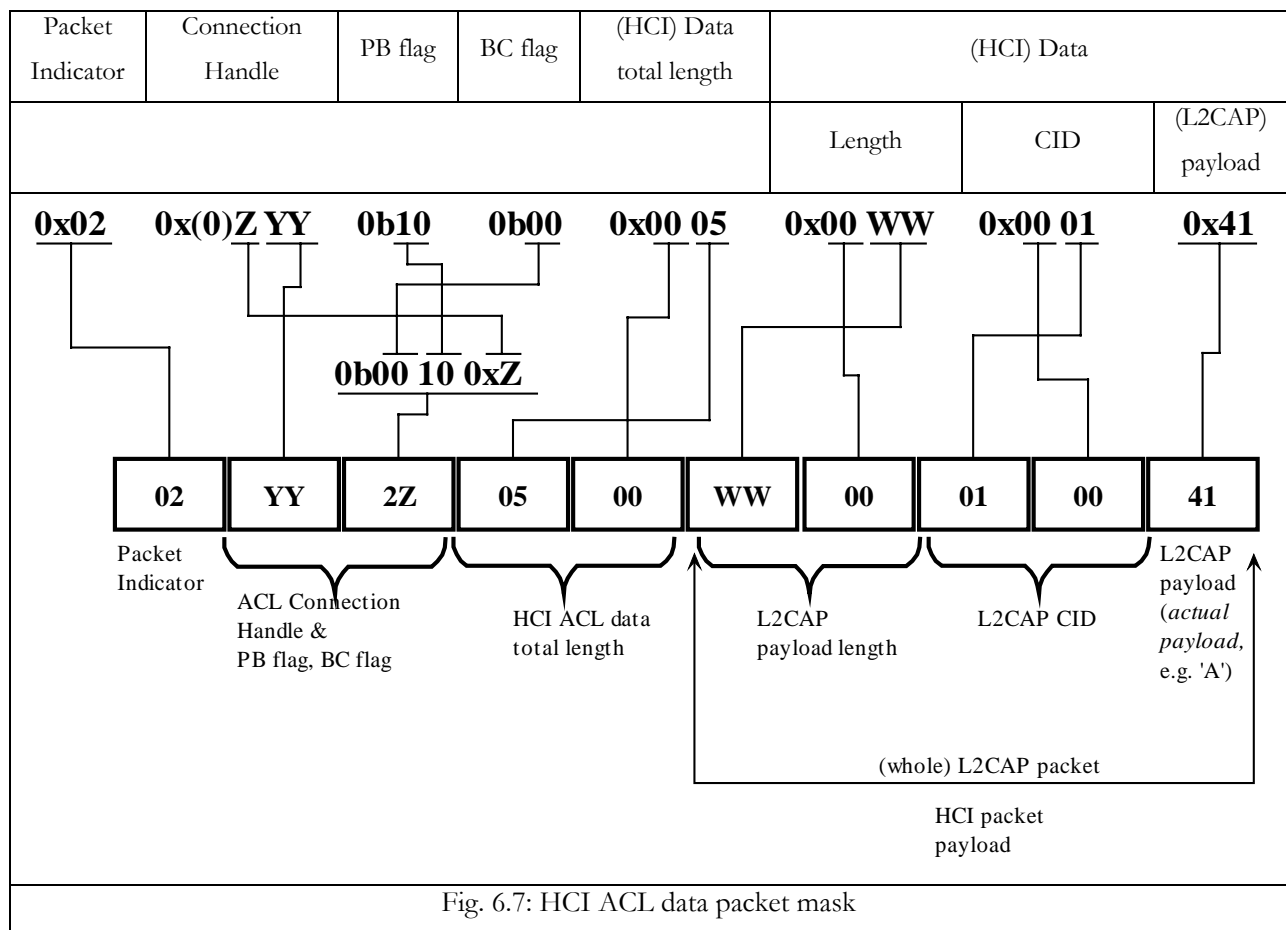 Packet Indicator
Connection Handle
PB flag
BC flag
(HCI) Data total length
(HCI) Data
Length
CID
(L2CAP) payload
0x02 0x(0)Z YY 0b10 0b00 0x00 05 0x00 WW 0x00 01 0x41
0b00 10 0xZ
02 YY 2Z 05 00 WW 00 01 00 41
Packet
Indicator
ACL Connection
Handle &
PB flag, BC flag
HCI ACL data
total length
L2CAP
payload length
L2CAP CID
L2CAP
payload
(actual
payload,
e.g. 'A')
(whole) L2CAP packet
HCI packet
payload
Fig. 6.7: HCI ACL data packet mask